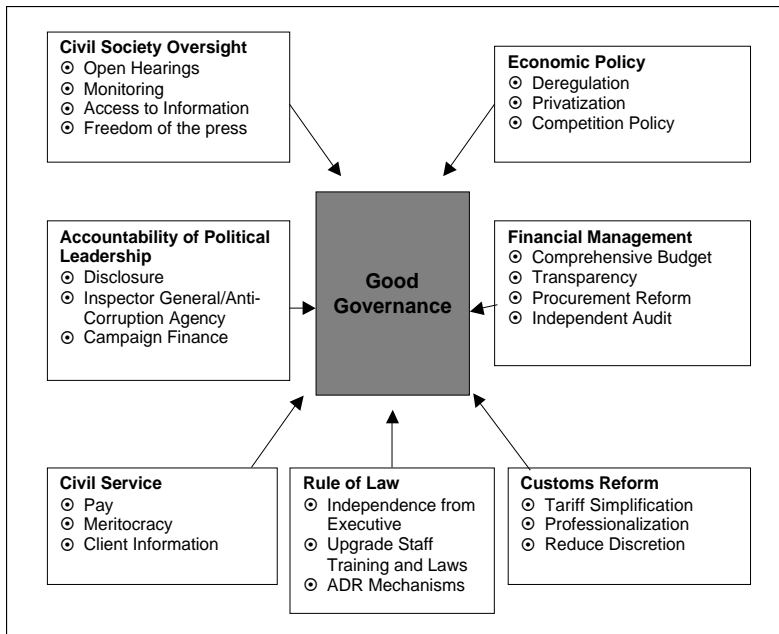 Civil Society Oversight
☉ Open Hearings
☉ Monitoring
☉ Access to Information
☉ Freedom of the press
Economic Policy
☉ Deregulation
☉ Privatization
☉ Competition Policy
Accountability of Political
Leadership
☉ Disclosure
☉ Inspector General/Anti-
Corruption Agency
☉ Campaign Finance
Good
Governance
Financial Management
☉ Comprehensive Budget
☉ Transparency
☉ Procurement Reform
☉ Independent Audit
Civil Service
☉ Pay
☉ Meritocracy
☉ Client Information
Rule of Law
☉ Independence from
Executive
☉ Upgrade Staff
Training and Laws
☉ ADR Mechanisms
Customs Reform
☉ Tariff Simplification
☉ Professionalization
☉ Reduce Discretion